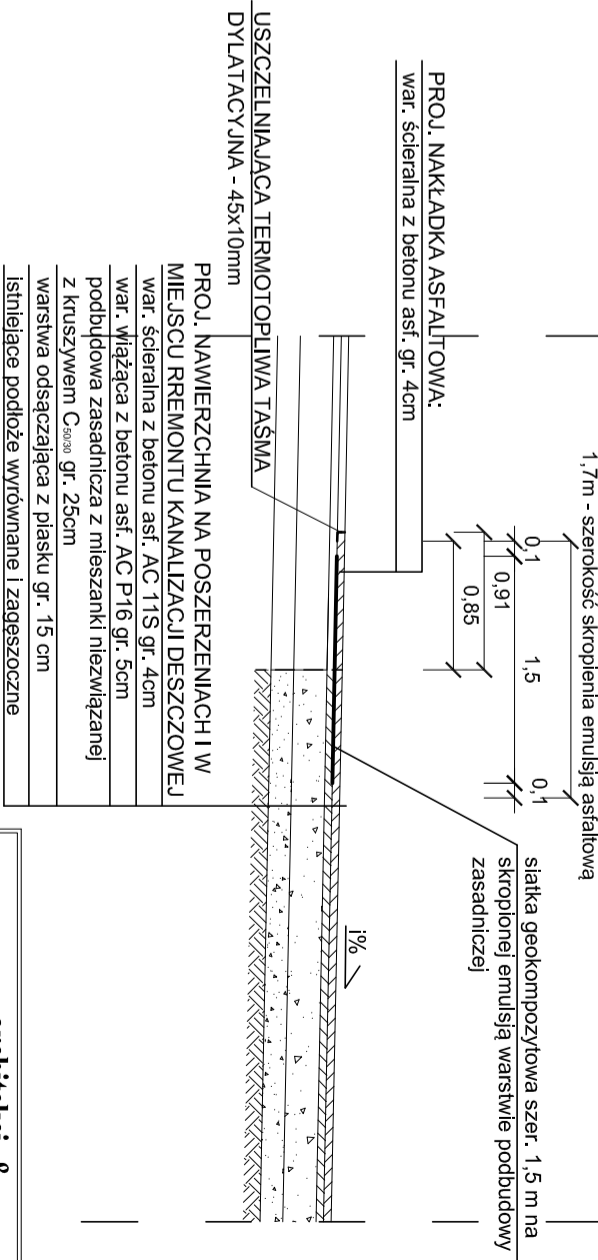 1,7m - szerokość skropienia emulsją asfaltową
0,1
1,5
0,1
0,91
0,85
siatka geokompozytowa szer. 1,5 m na
skropionej emulsją warstwie podbudowy
zasadniczej
PROJ. NAKŁADKA ASFALTOWA:
war. ścieralna z betonu asf. gr. 4cm
i%
USZCZELNIAJĄCA TERMOTOPLIWA TAŚMA
DYLATACYJNA - 45x10mm
PROJ. NAWIERZCHNIA NA POSZERZENIACH I W
MIEJSCU RREMONTU KANALIZACJI DESZCZOWEJ
war. ścieralna z betonu asf. AC 11S gr. 4cm
war. wiążąca z betonu asf. AC P16 gr. 5cm
podbudowa zasadnicza z mieszanki niezwiązanej
z kruszywem C50/30 gr. 25cm
warstwa odsączająca z piasku gr. 15 cm
istniejące podłoże wyrównane i zagęszoczne